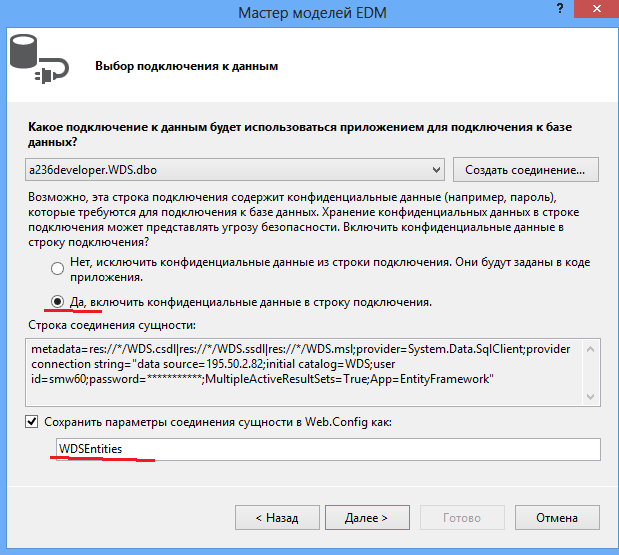 Мастер моделей EDM
?
Выбор подключения к данным
Какое подключение к данным будет использоваться приложением для подключения к базе
данных?
a236developer.WDS.dbo
Создать соединение...
Возможно, эта строка подключения содержит конфиденциальные данные (например, пароль),
которые требуются для подключения к базе данных. Хранение конфиденциальных данных в строке
подключения может представлять угрозу безопасности. Включить конфиденциальные данные в
строку подключения?
Нет, исключить конфиденциальные данные из строки подключения. Они будут заданы в коде
приложения.
Да, включить конфиденциальные данные в строку подключения.
Строка соединения сущности:
metadata=res://*/WDS.csdl|res://*/WDS.ssdl|res://*/WDS.msl;provider=System.Data.SqlClient;provider
connection string="data source=195.50.2.82;initial catalog=WDS;user
id=smw60;password=***********;MultipleActiveResultSets=True;App=EntityFramework"
Сохранить параметры соединения сущности в Web.Config как:
WDSEntities
< Назад
Далее >
Готово
Отмена